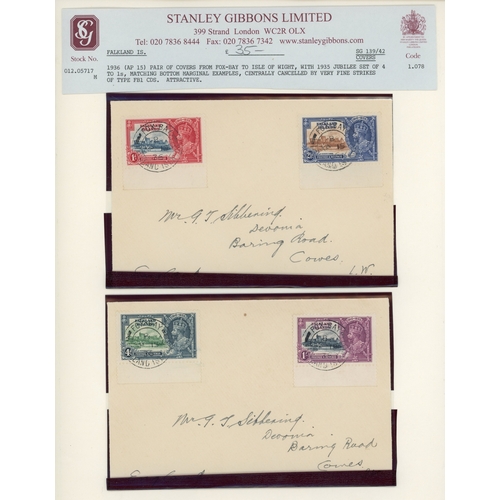 STANLEY GIBBONS LIMITED
399 Strand London WC2R OLX
Tel: 020 7836 8444
Fax: 020 7836 7342 www.stanleygibbons.com
FALKLAND IS.
£ 35—
SG 139/42
COVERS
Stock No.
012.05717
M
Code
1.078
1936 (AP 15) PAIR OF COVERS FROM FOX-BAY TO ISLE OF WIGHT, WITH 1935 JUBILEE SET OF 4
TO 1s, MATCHING BOTTOM MARGINAL EXAMPLES, CENTRALLY CANCELLED BY VERY FINE STRIKES
OF TYPE FB1 CDS. ATTRACTIVE.
Mr G. T. Sibbering,
Devonia
Baring Road.
Cowes.
I.W.
Mr G. T. Sibbering,
Devonia
Baring Road
Cowes